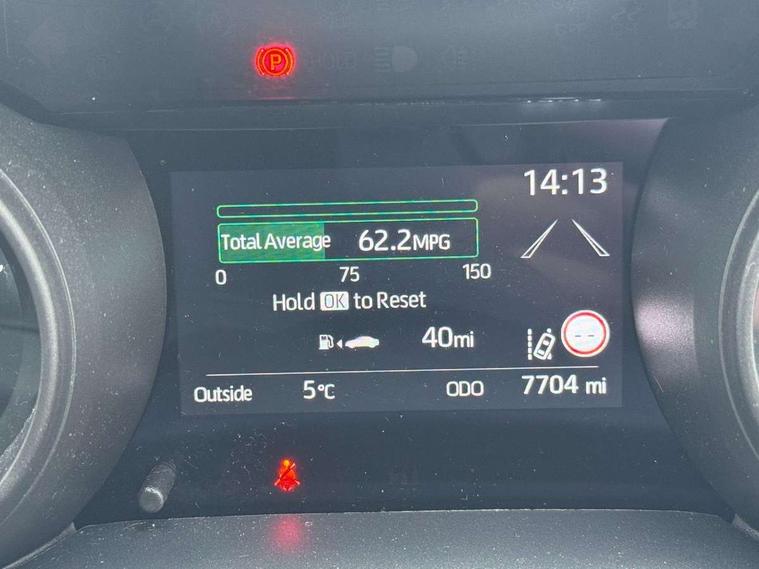 P
HOLD
14:13
Total Average 62.2MPG
0 75 150
Hold OK to Reset
40mi
--
Outside 5°C ODO 7704 mi